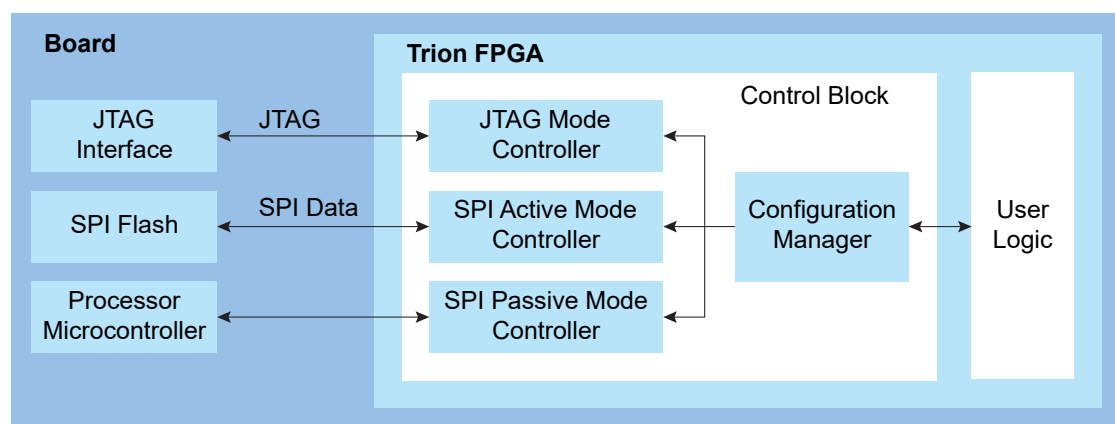 Board
Trion FPGA
Control Block
JTAG
Interface
JTAG
JTAG Mode
Controller
SPI Flash
SPI Data
SPI Active Mode
Controller
Configuration
Manager
User
Logic
Processor
Microcontroller
SPI Passive Mode
Controller